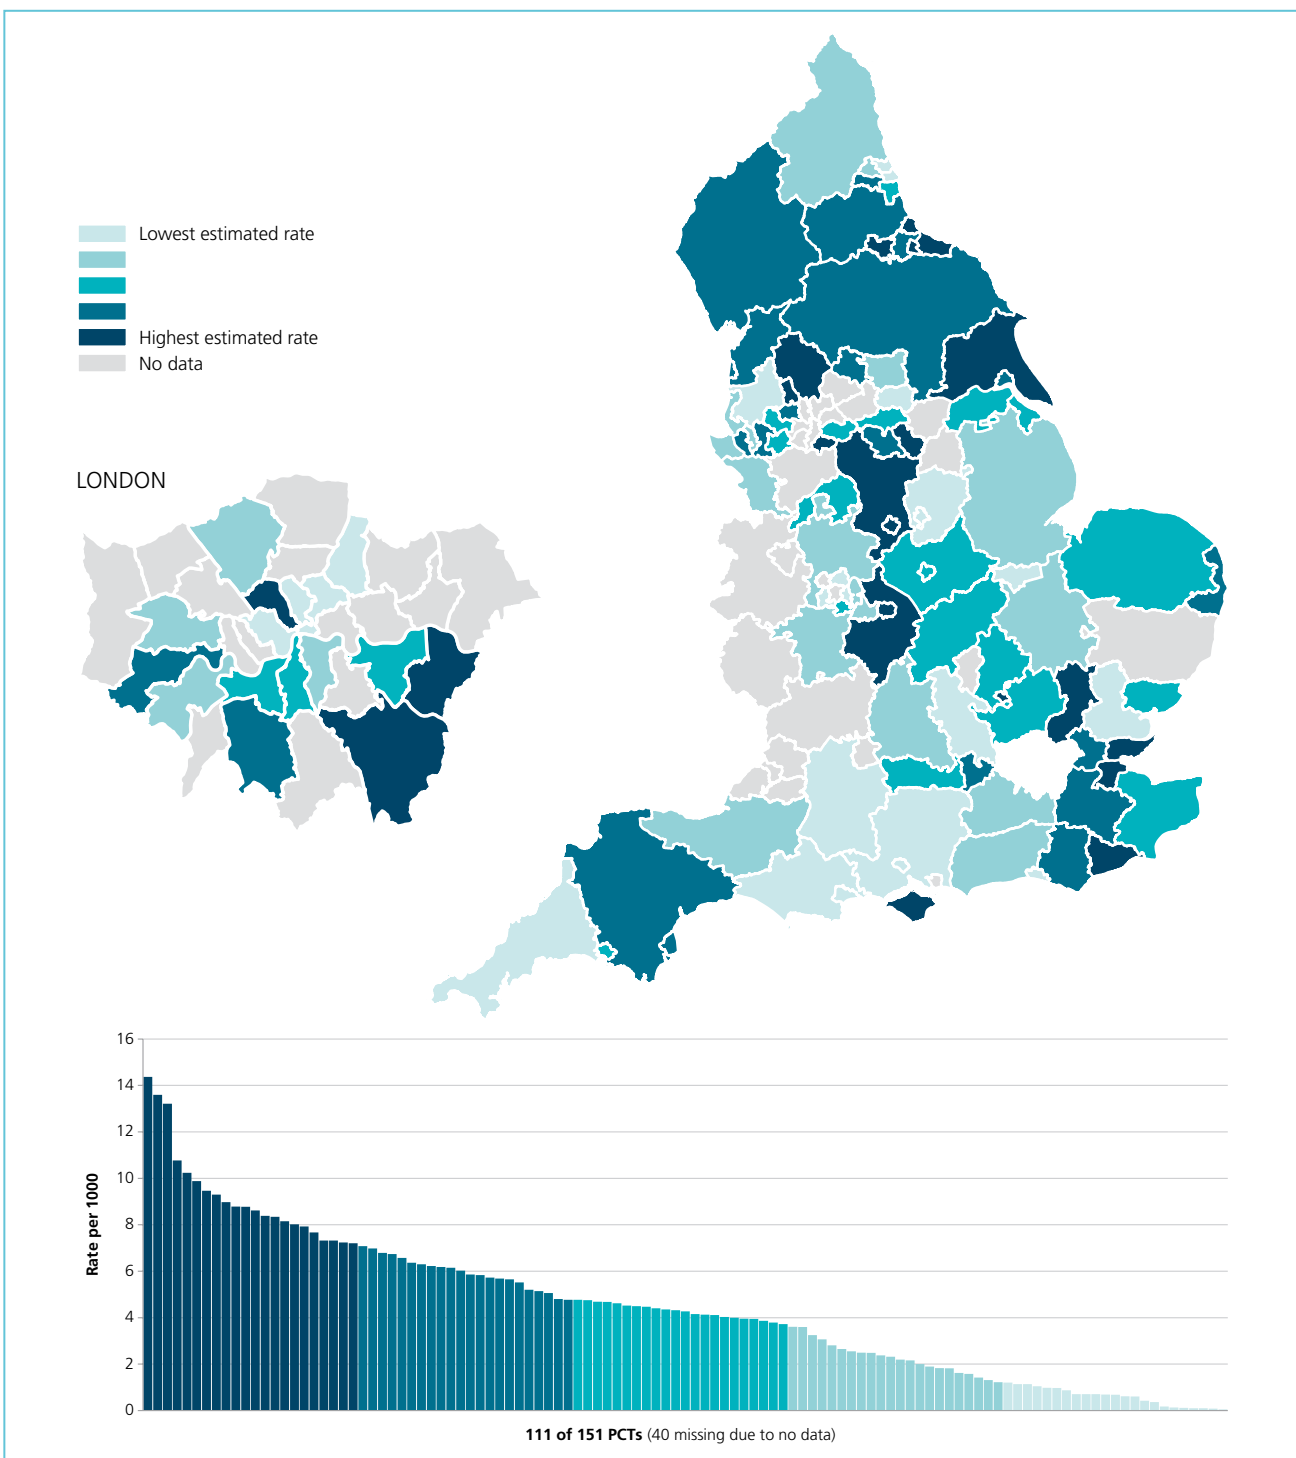 Lowest estimated rate
Highest estimated rate
No data
LONDON
16
14
12
10
8
6
4
2
0
Rate per 1000
111 of 151 PCTs (40 missing due to no data)